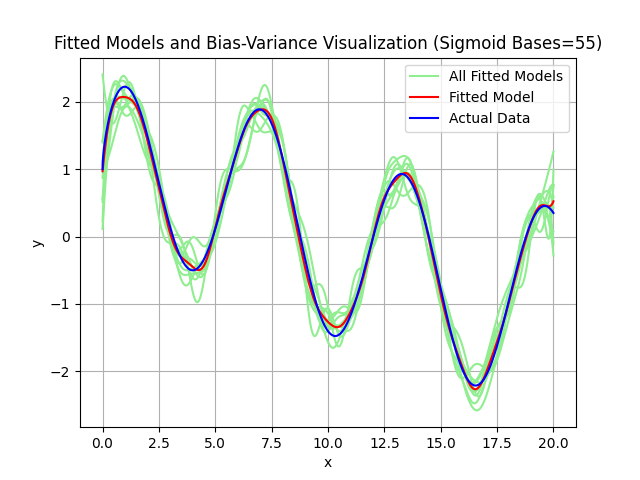 Fitted Models and Bias-Variance Visualization (Sigmoid Bases=55)
All Fitted Models
Fitted Model
Actual Data
2
1
0
−1
−2
y
0.0 2.5 5.0 7.5 10.0 12.5 15.0 17.5 20.0
x